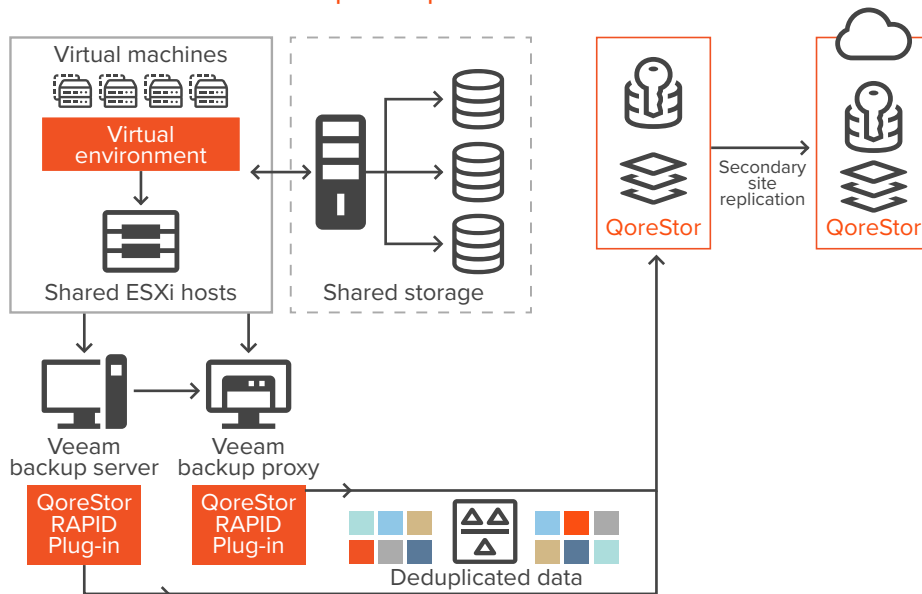 Virtual machines
Virtual
environment
Shared ESXi hosts
Shared storage
QoreStor
Secondary
site
replication
QoreStor
Veeam
backup server
Veeam
backup proxy
QoreStor
RAPID
Plug-in
QoreStor
RAPID
Plug-in
Deduplicated data